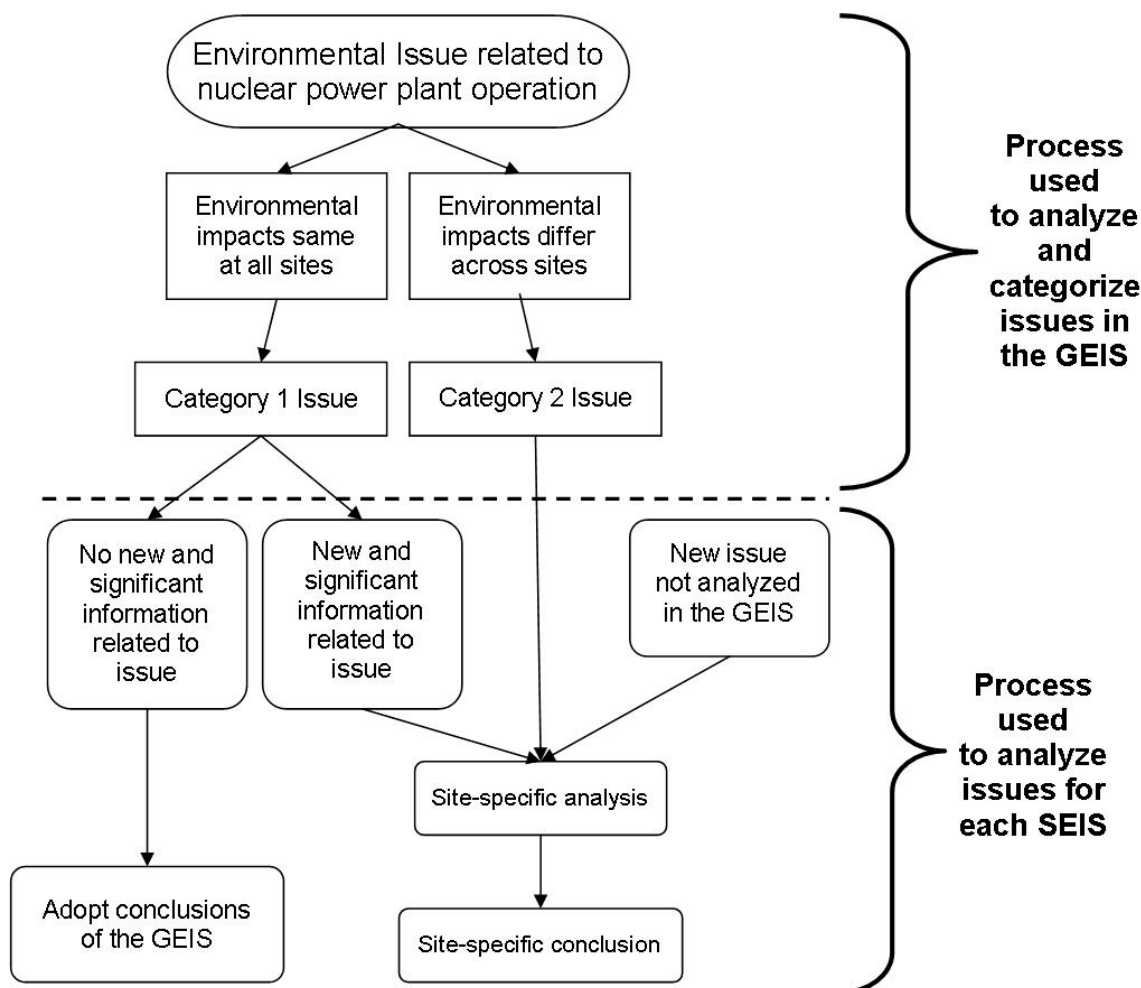 Environmental Issue related to
nuclear power plant operation
Environmental
impacts same
at all sites
Environmental
impacts differ
across sites
Category 1 Issue
Category 2 Issue
Process
used
to analyze
and
categorize
issues in
the GEIS
No new and
significant
information
related to
issue
New and
significant
information
related to
issue
New issue
not analyzed
in the GEIS
Site-specific analysis
Adopt conclusions
of the GEIS
Site-specific conclusion
Process
used
to analyze
issues for
each SEIS